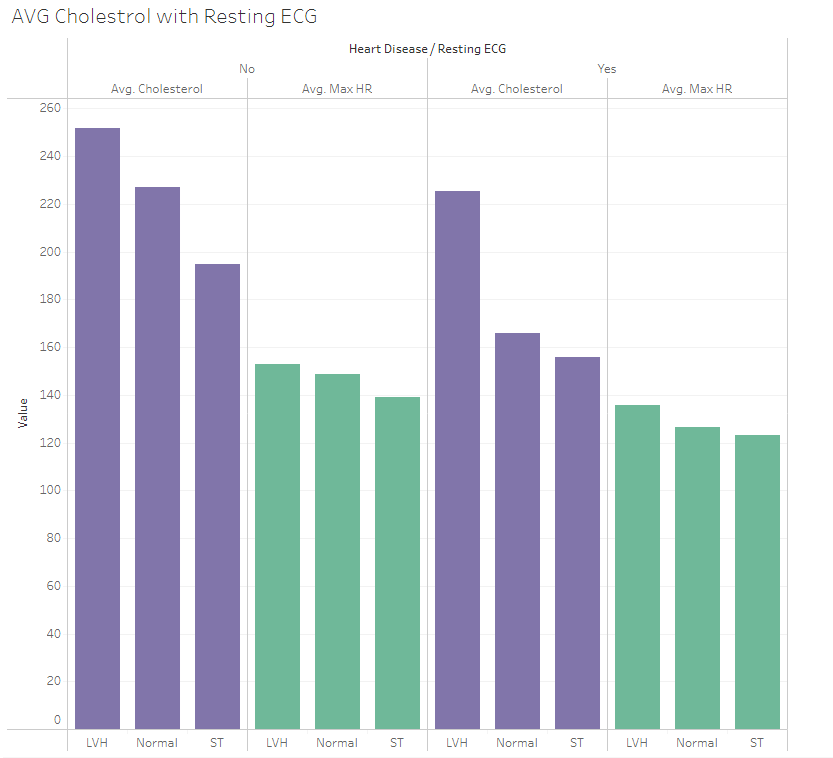 AVG Cholestrol with Resting ECG
Heart Disease / Resting ECG
No Yes
Avg. Cholesterol Avg. Max HR Avg. Cholesterol Avg. Max HR
260
240
220
200
180
160
140
Value
120
100
80
60
40
20
0
LVH Normal ST LVH Normal ST LVH Normal ST LVH Normal ST